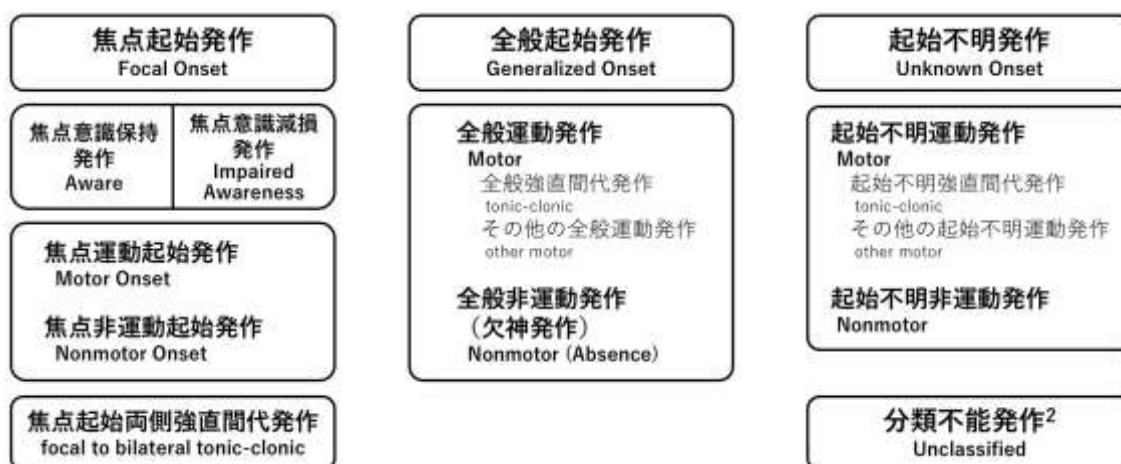 焦点起始発作
Focal Onset
焦点意識保持
発作
Aware
焦点意識減損
発作
Impaired
Awareness
焦点運動起始発作
Motor Onset
焦点非運動起始発作
Nonmotor Onset
焦点起始両側強直間代発作
focal to bilateral tonic-clonic
全般起始発作
Generalized Onset
全般運動発作
Motor
全般強直間代発作
tonic-clonic
その他の全般運動発作
other motor
全般非運動発作
（欠神発作）
Nonmotor (Absence)
起始不明発作
Unknown Onset
起始不明運動発作
Motor
起始不明強直間代発作
tonic-clonic
その他の起始不明運動発作
other motor
起始不明非運動発作
Nonmotor
分類不能発作2
Unclassified